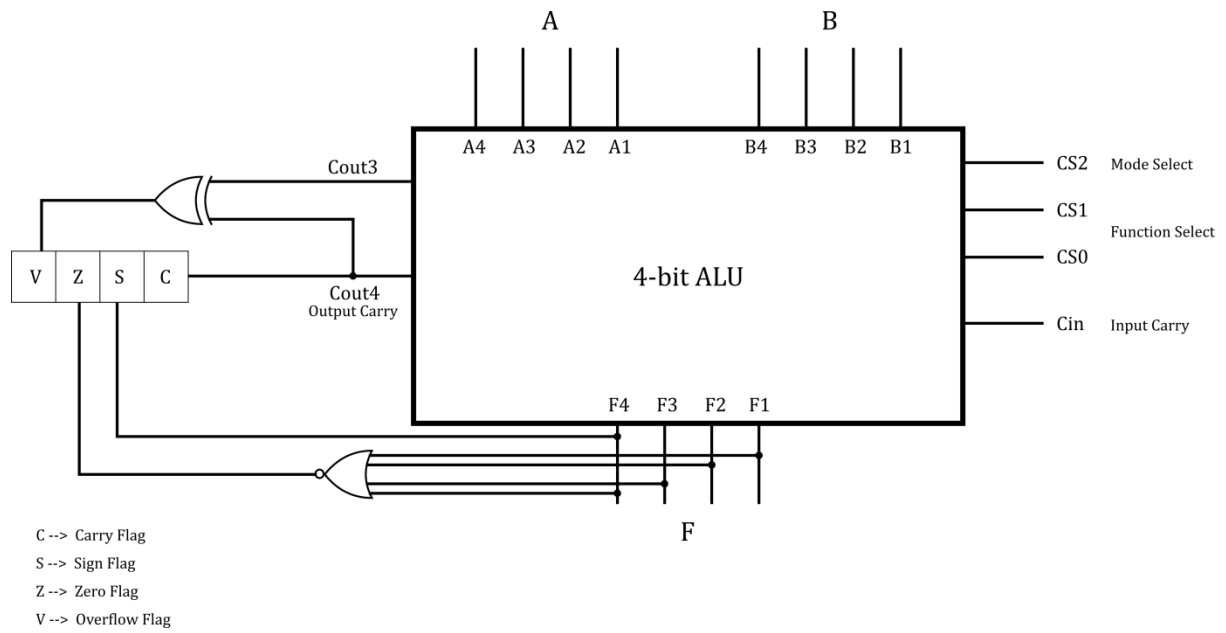 A
B
A4 A3 A2 A1 B4 B3 B2 B1
Cout3
CS2 Mode Select
CS1
Function Select
CS0
V Z S C
4-bit ALU
Cout4
Output Carry
Cin Input Carry
F4 F3 F2 F1
F
C --> Carry Flag
S --> Sign Flag
Z --> Zero Flag
V --> Overflow Flag